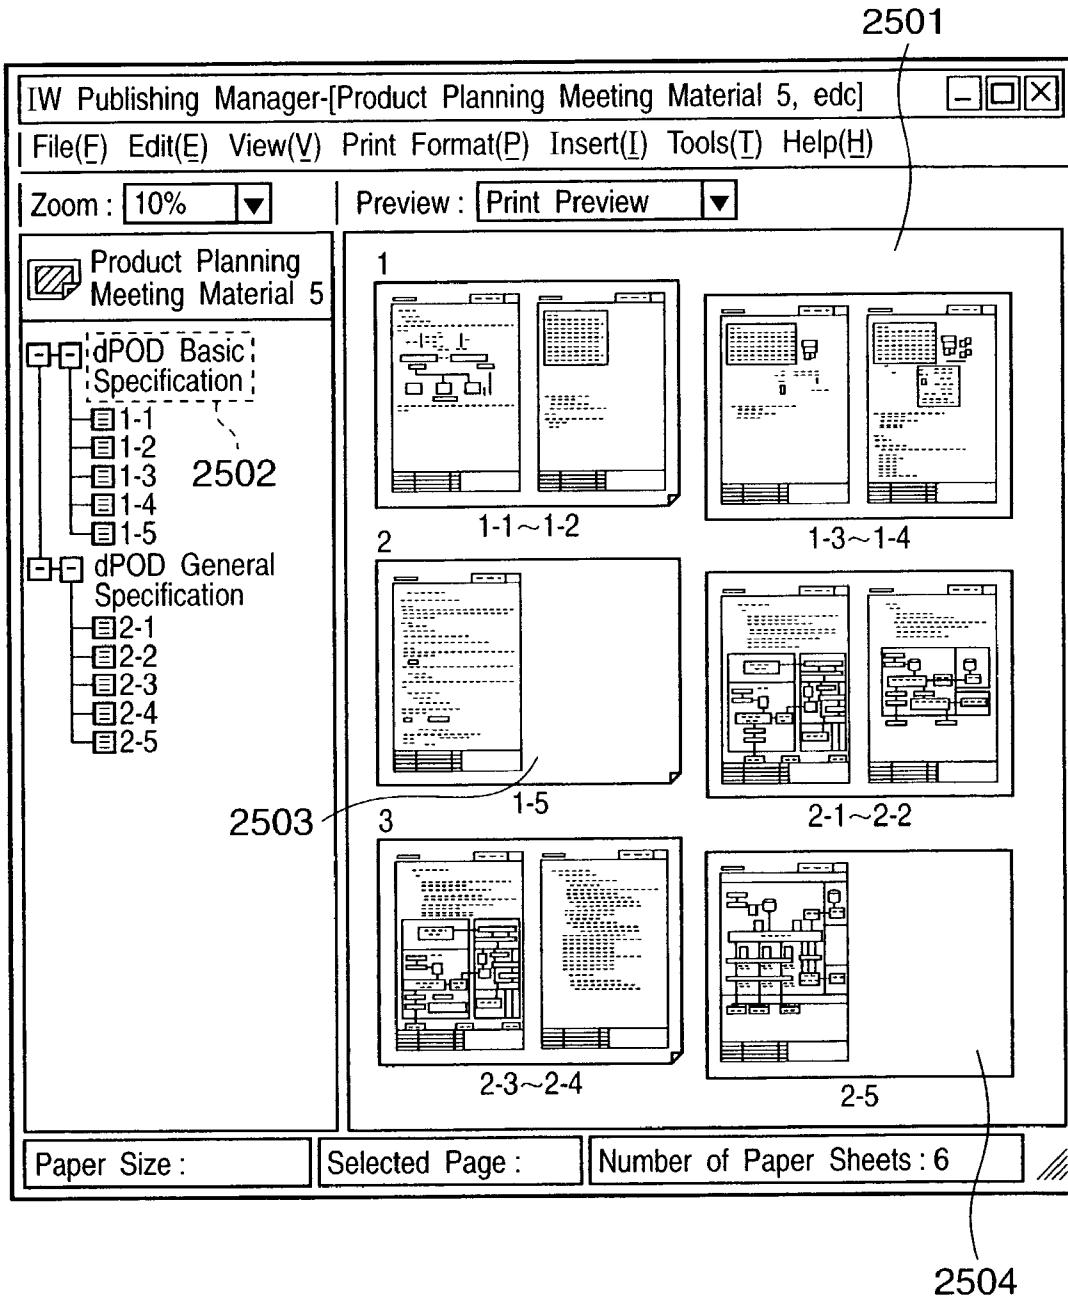 2501
IW Publishing Manager-[Product Planning Meeting Material 5, edc]
File(F) Edit(E) View(V) Print Format(P) Insert(I) Tools(T) Help(H)
Zoom : 10%
Preview : Print Preview
Product Planning
Meeting Material 5
dPOD Basic
Specification
1-1
1-2
1-3
1-4
1-5
2502
dPOD General
Specification
2-1
2-2
2-3
2-4
2-5
1
1-1~1-2
1-3~1-4
2
1-5
2-1~2-2
2503
3
2-3~2-4
2-5
Paper Size :
Selected Page :
Number of Paper Sheets : 6
2504